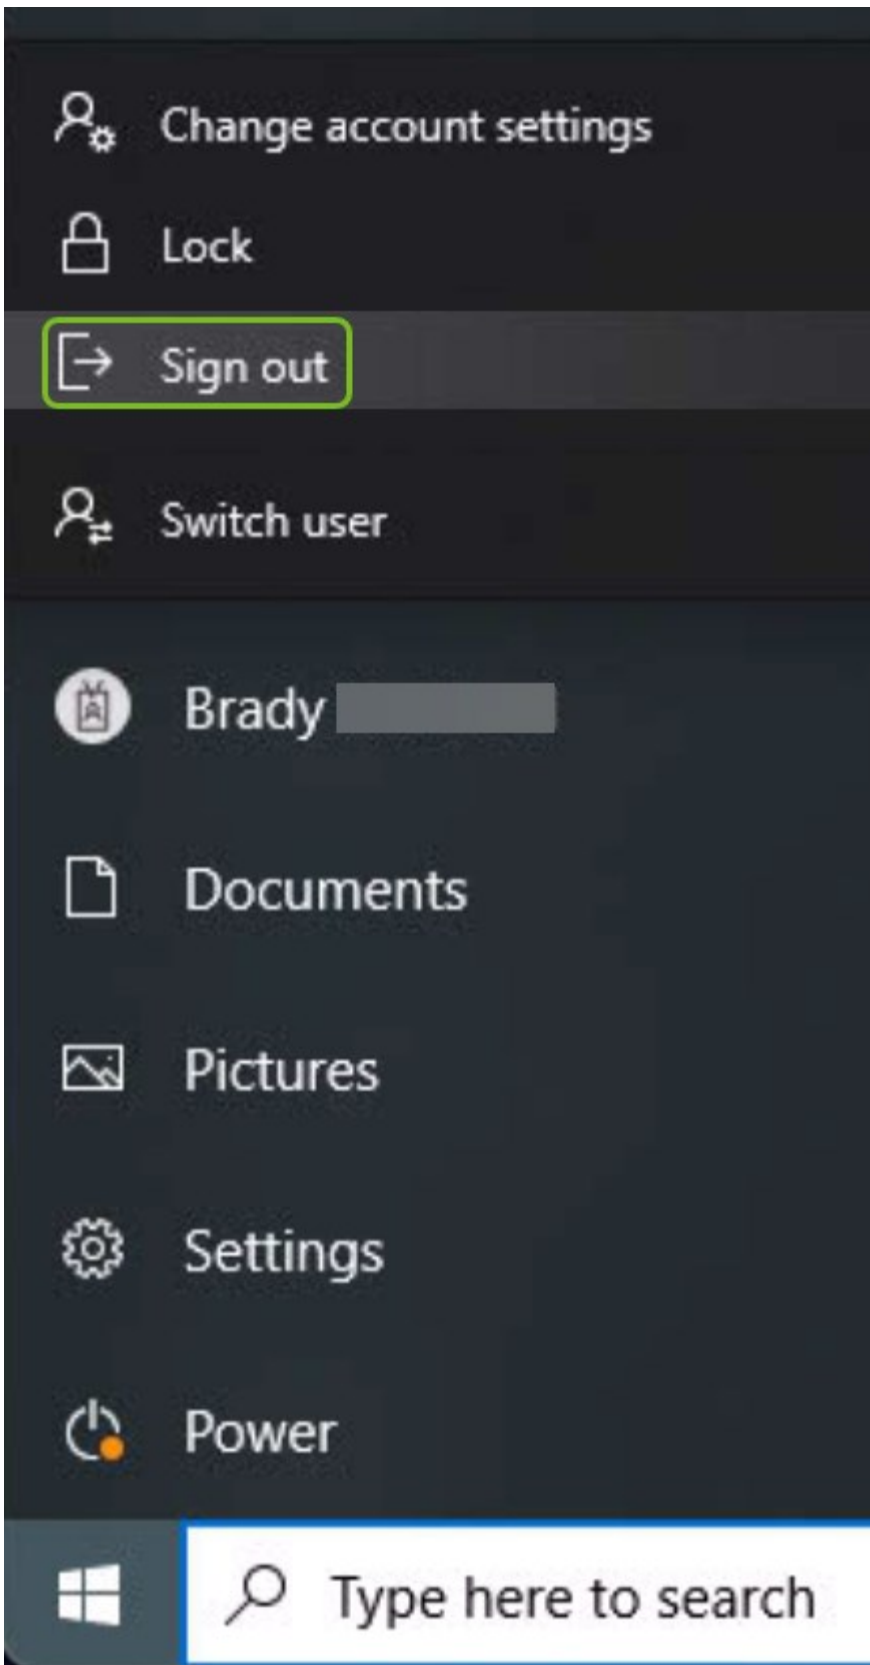 Change account settings
Lock
Sign out
Switch user
Brady
Documents
Pictures
Settings
Power
Type here to search